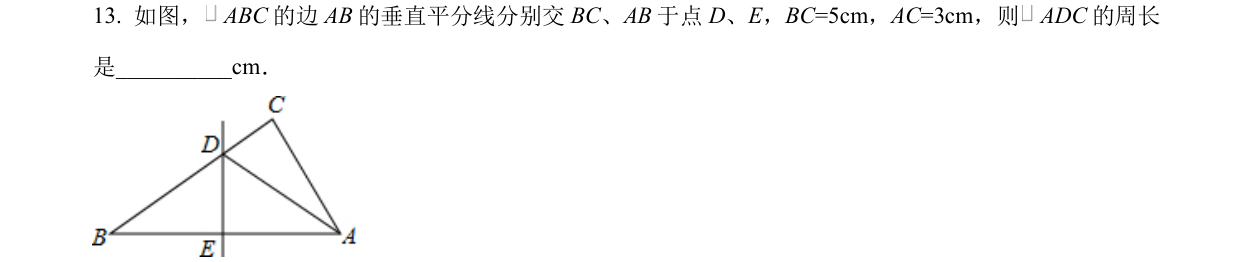 13. 如图，□ ABC 的边 AB 的垂直平分线分别交 BC、AB 于点 D、E，BC=5cm，AC=3cm，则□ ADC 的周长
是__________cm．
C
D
B
E
A